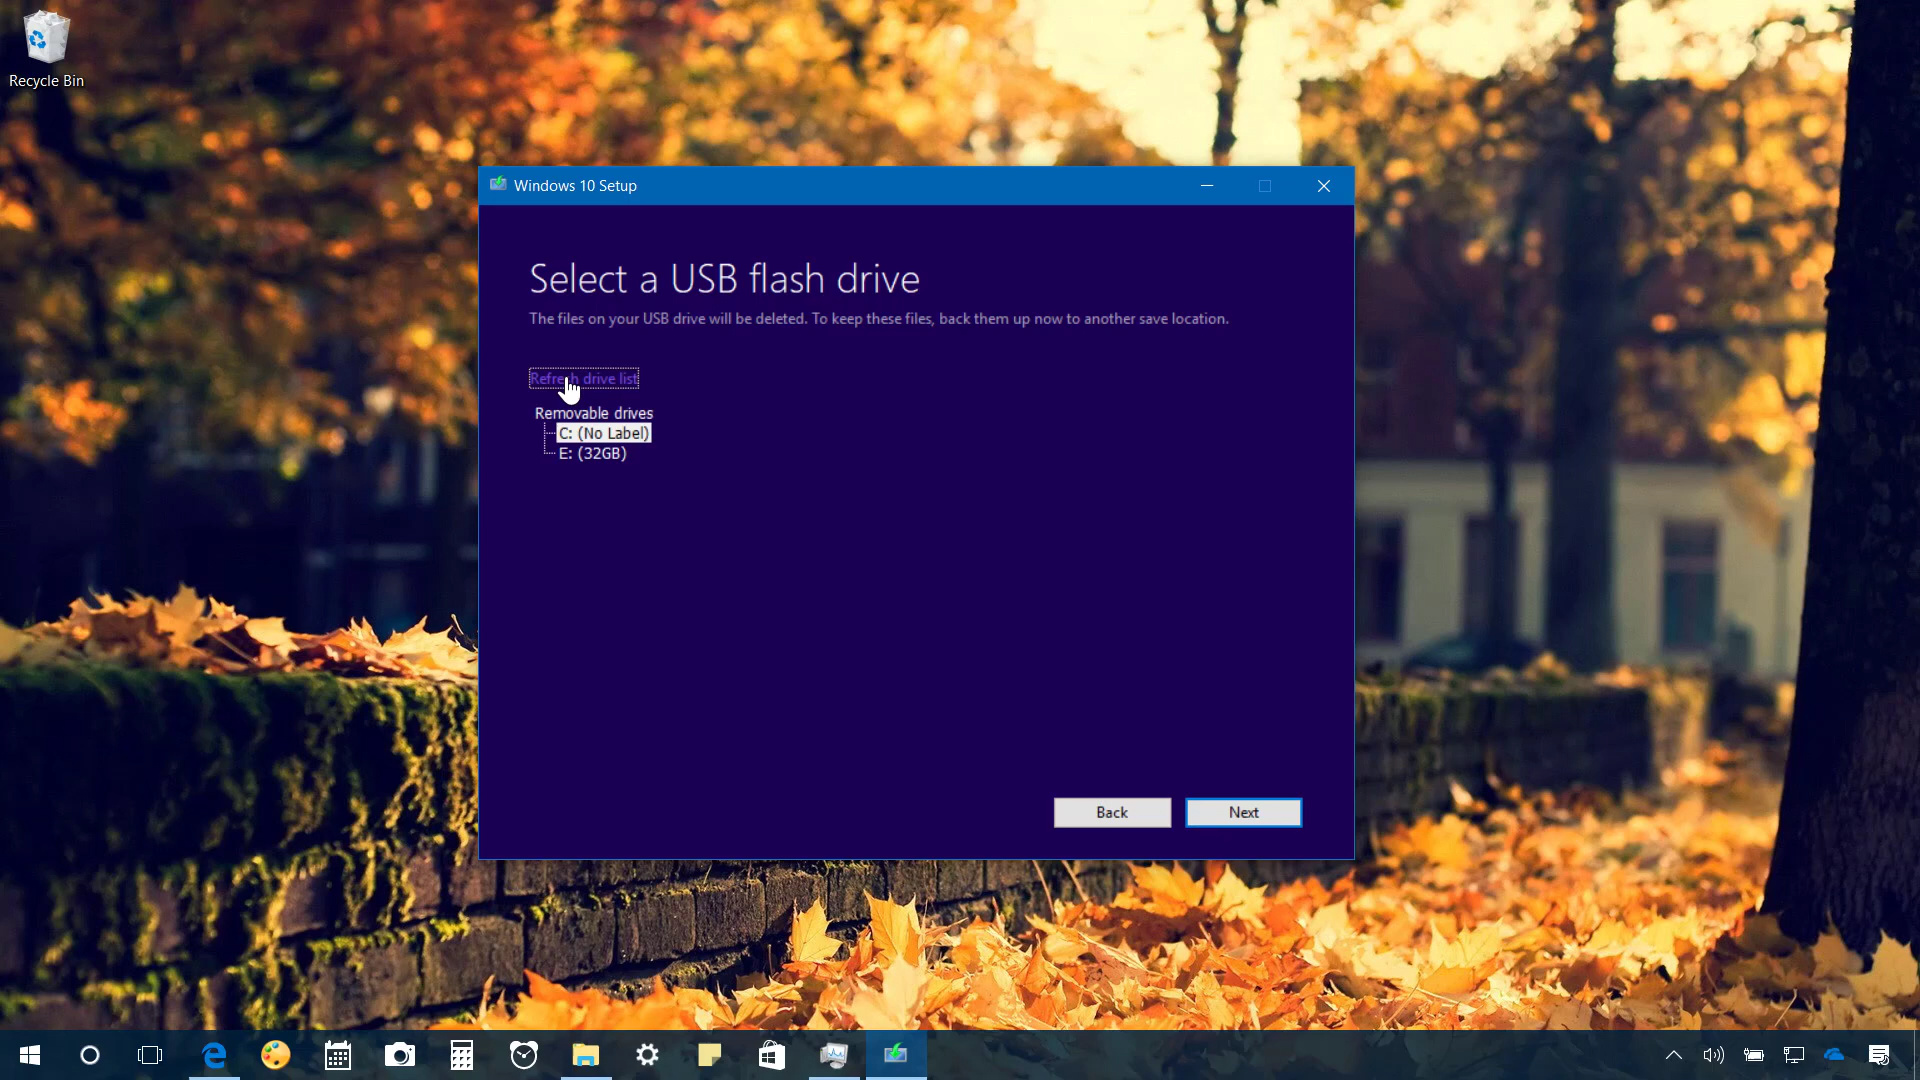 Recycle Bin
Windows 10 Setup
Select a USB flash drive
The files on your USB drive will be deleted. To keep these files, back them up now to another save location.
Refresh drive list
Removable drives
C: (No Label)
E: (32GB)
Back
Next